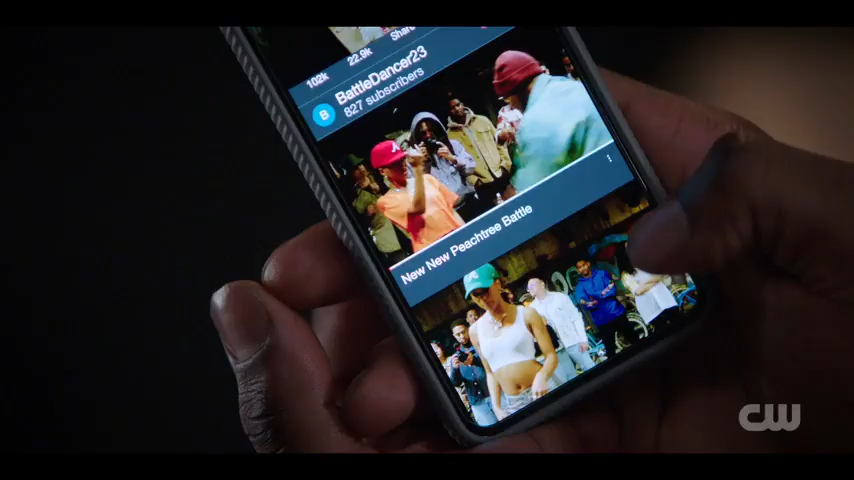 102k
22.9k
Share
BattleDancer23
B
827 subscribers
New New Peachtree Battle
CW